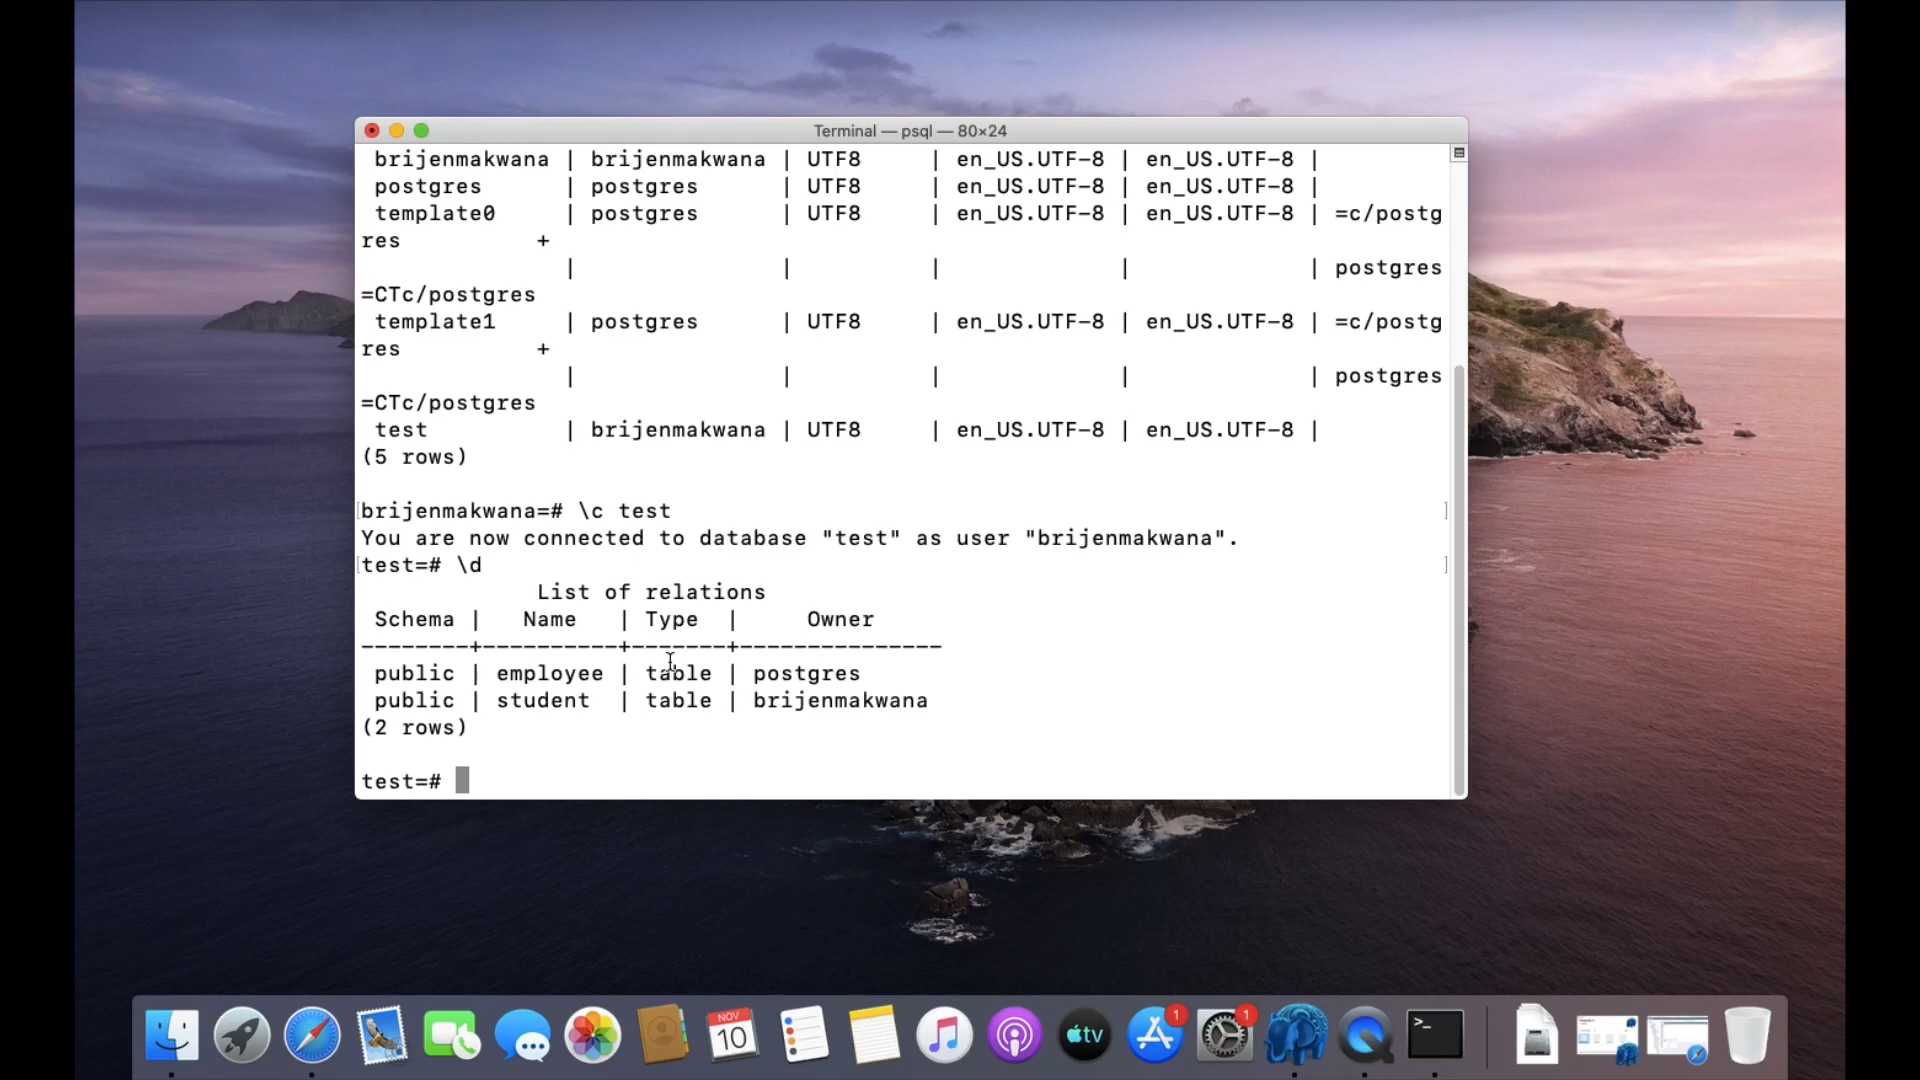 Terminal — psql — 80×24
brijenmakwana | brijenmakwana | UTF8 | en_US.UTF-8 | en_US.UTF-8 |
postgres | postgres | UTF8 | en_US.UTF-8 | en_US.UTF-8 |
template0 | postgres | UTF8 | en_US.UTF-8 | en_US.UTF-8 | =c/postg
res +
| | | | | postgres
=CTc/postgres
template1 | postgres | UTF8 | en_US.UTF-8 | en_US.UTF-8 | =c/postg
res +
| | | | | postgres
=CTc/postgres
test | brijenmakwana | UTF8 | en_US.UTF-8 | en_US.UTF-8 |
(5 rows)
[brijenmakwana=# \c test ]
You are now connected to database "test" as user "brijenmakwana".
[test=# \d ]
List of relations
Schema | Name | Type | Owner
--------+----------+-------+---------------
public | employee | table | postgres
public | student | table | brijenmakwana
(2 rows)
test=#
NOV
10
tv
1
1
>_